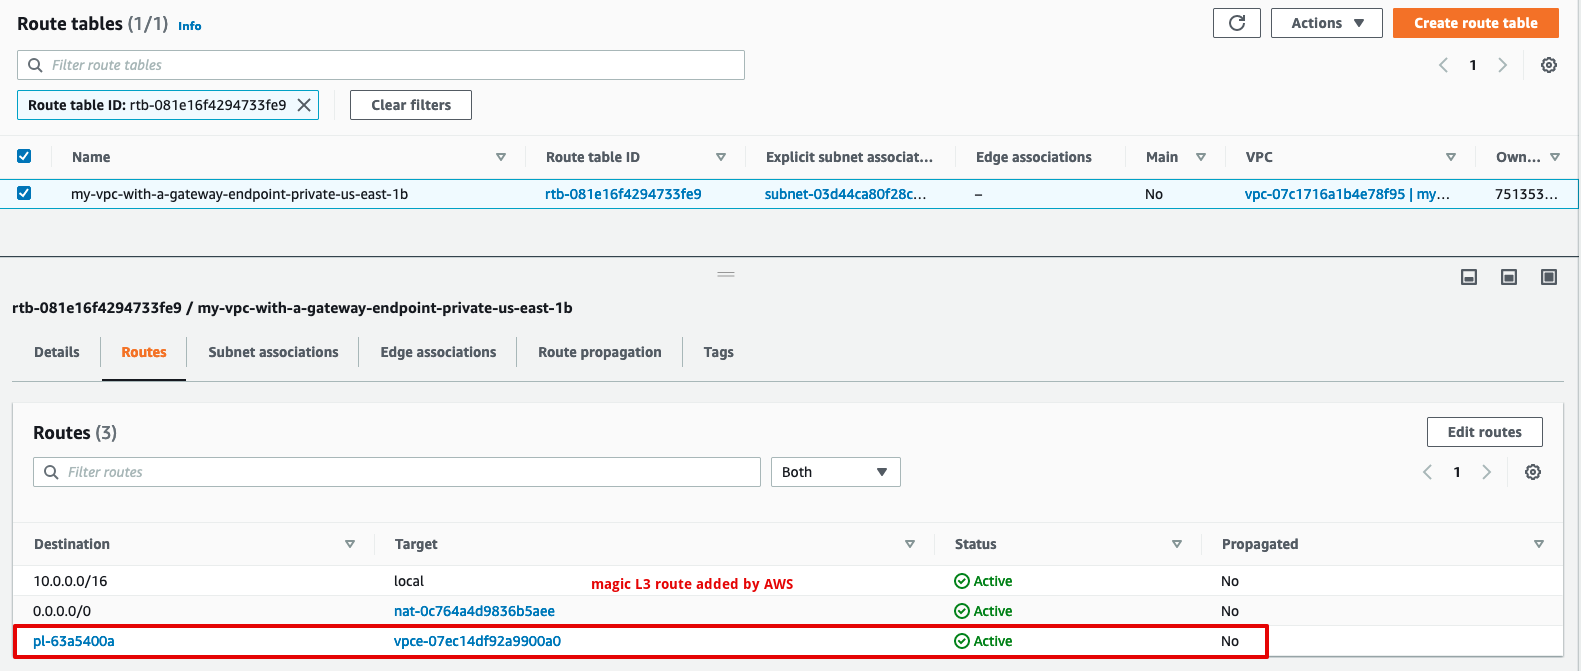 Route tables (1/1) Info
Actions
Create route table
Filter route tables
1
Route table ID: rtb-081e16f4294733fe9
Clear filters
Name Route table ID Explicit subnet associat... Edge associations Main VPC Own...
my-vpc-with-a-gateway-endpoint-private-us-east-1b rtb-081e16f4294733fe9 subnet-03d44ca80f28c... – No vpc-07c1716a1b4e78f95 | my... 751353...
rtb-081e16f4294733fe9 / my-vpc-with-a-gateway-endpoint-private-us-east-1b
Details Routes Subnet associations Edge associations Route propagation Tags
Routes (3)
Edit routes
Filter routes
Both
1
Destination Target Status Propagated
10.0.0.0/16 local magic L3 route added by AWS Active No
0.0.0.0/0 nat-0c764a4d9836b5aee Active No
pl-63a5400a vpce-07ec14df92a9900a0 Active No